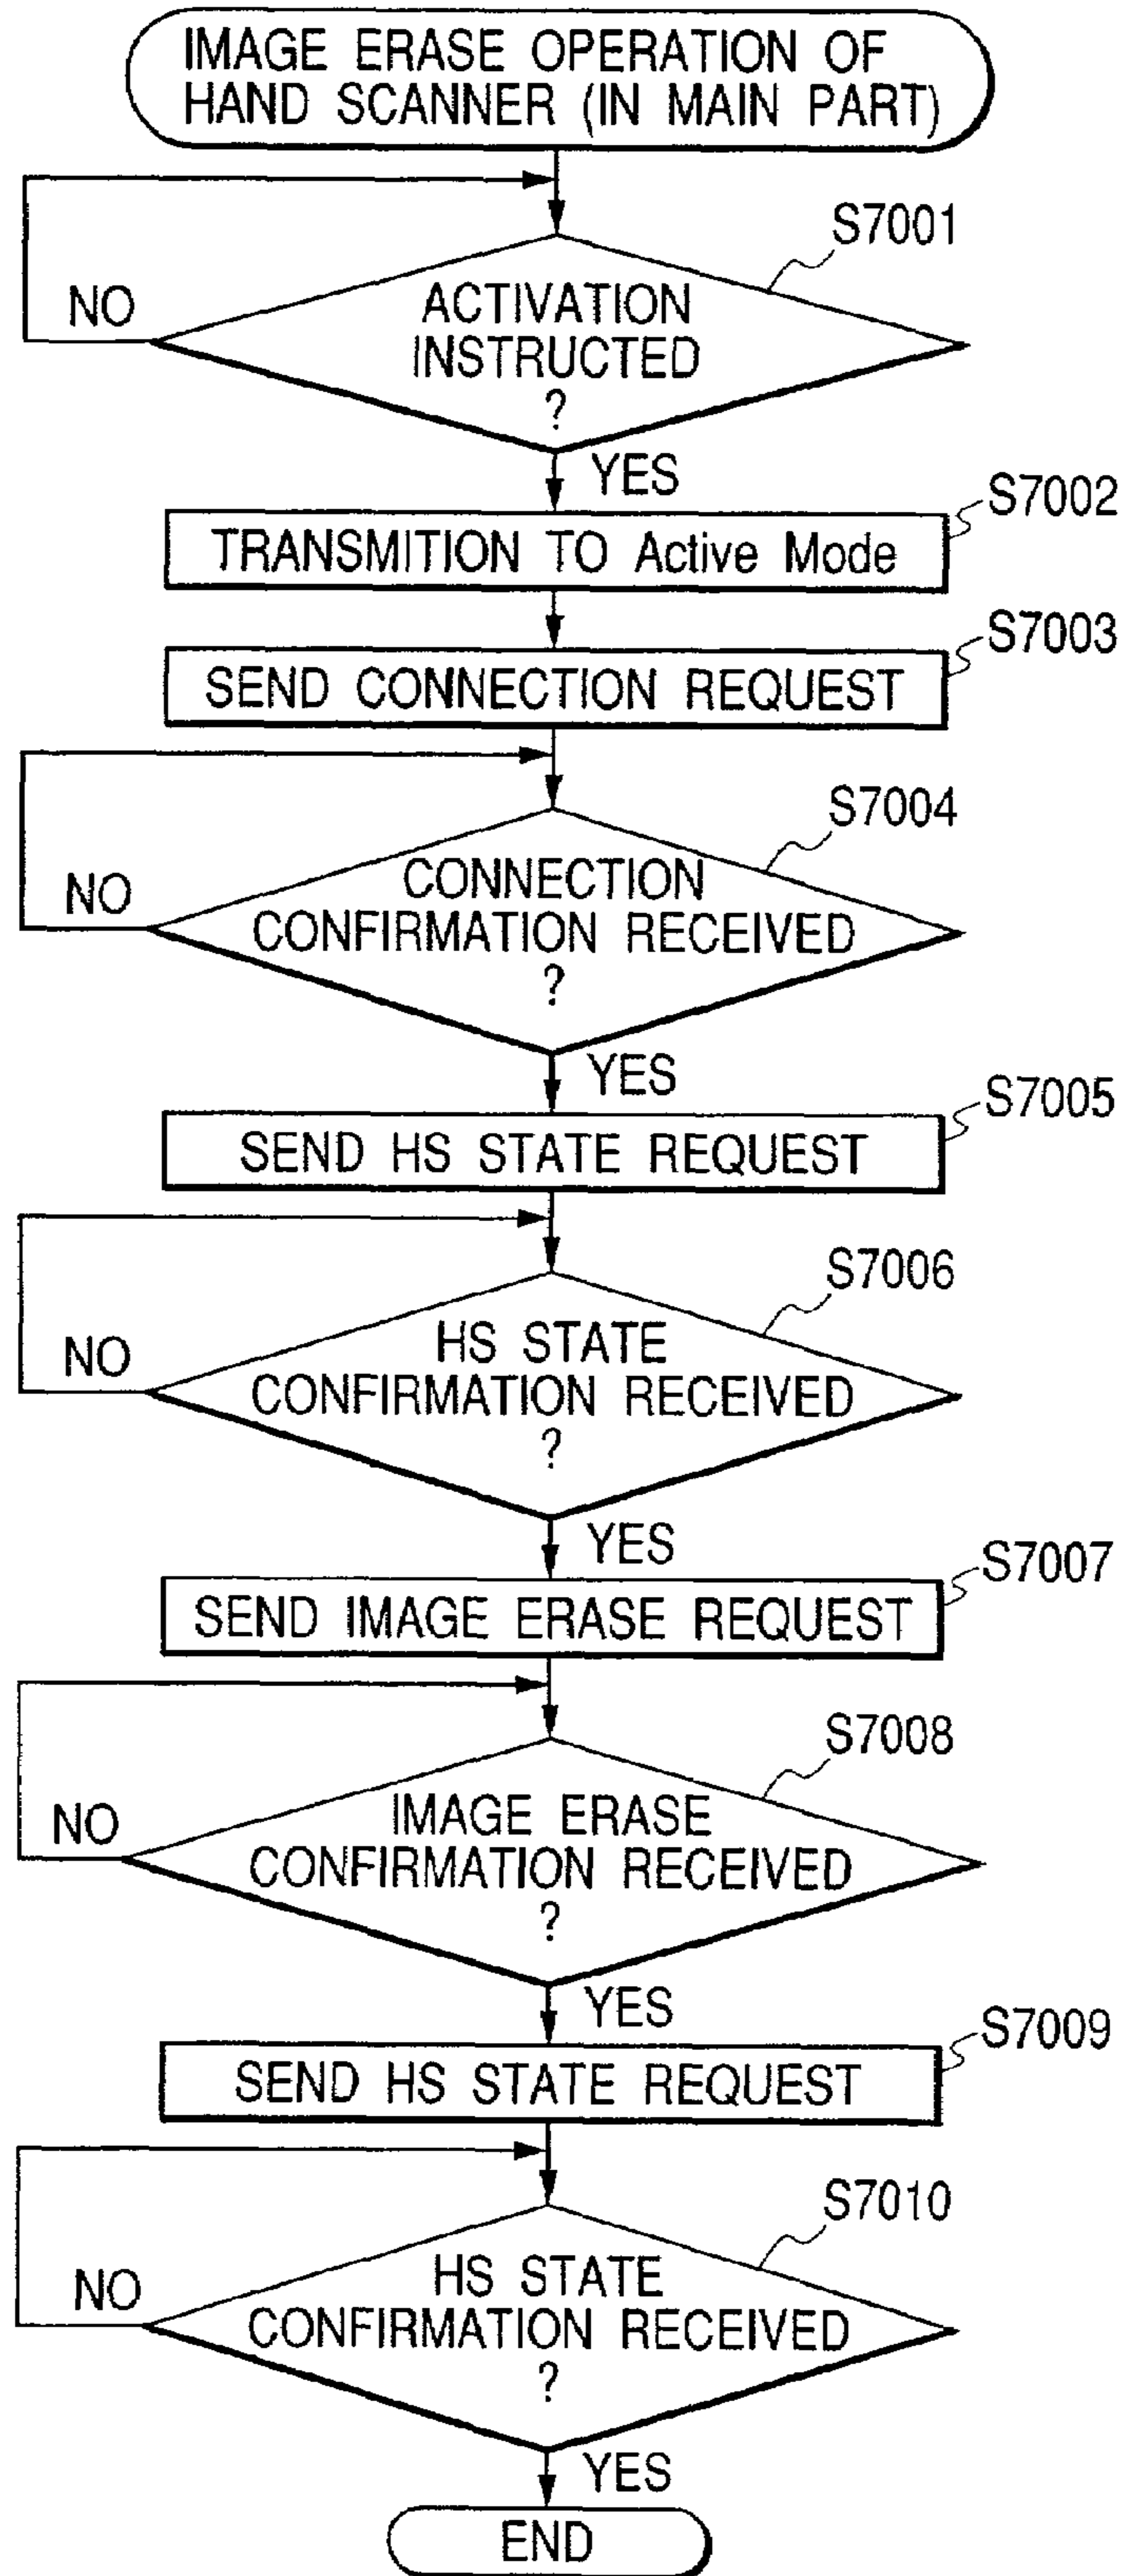 IMAGE ERASE OPERATION OF
HAND SCANNER (IN MAIN PART)
S7001
ACTIVATION
INSTRUCTED
?
NO
YES
S7002
TRANSMITION TO Active Mode
S7003
SEND CONNECTION REQUEST
S7004
CONNECTION
CONFIRMATION RECEIVED
?
NO
YES
S7005
SEND HS STATE REQUEST
S7006
HS STATE
CONFIRMATION RECEIVED
?
NO
YES
S7007
SEND IMAGE ERASE REQUEST
S7008
IMAGE ERASE
CONFIRMATION RECEIVED
?
NO
YES
S7009
SEND HS STATE REQUEST
S7010
HS STATE
CONFIRMATION RECEIVED
?
NO
YES
END